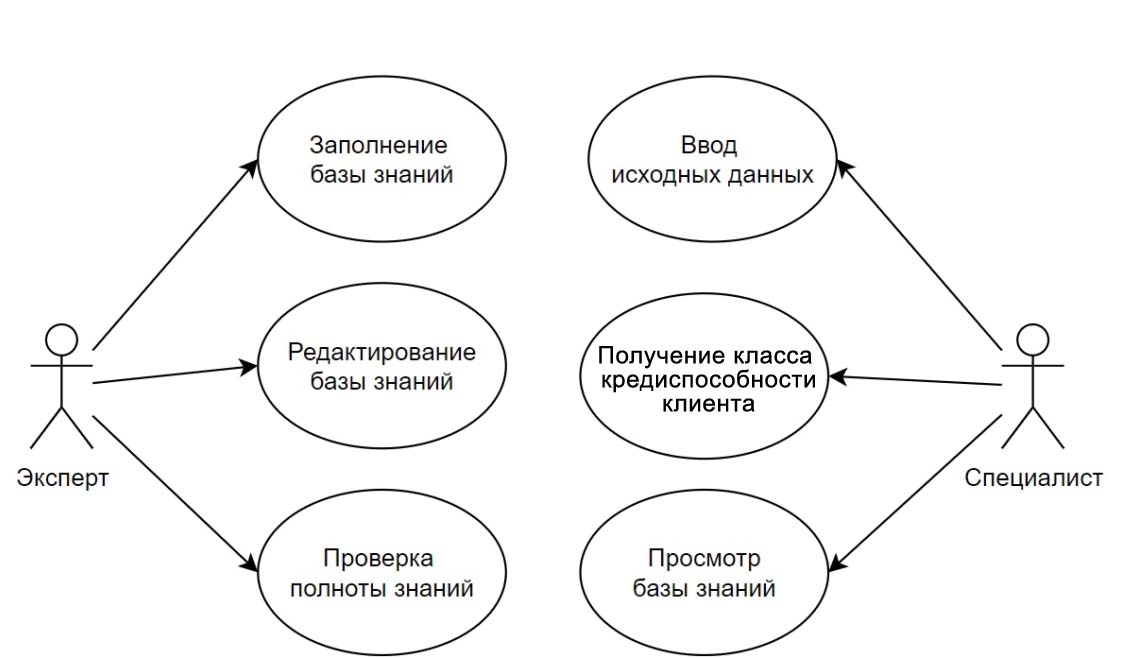 Заполнение
базы знаний
Ввод
исходных данных
Редактирование
базы знаний
Получение класса
кредиспособности
клиента
Эксперт
Специалист
Проверка
полноты знаний
Просмотр
базы знаний